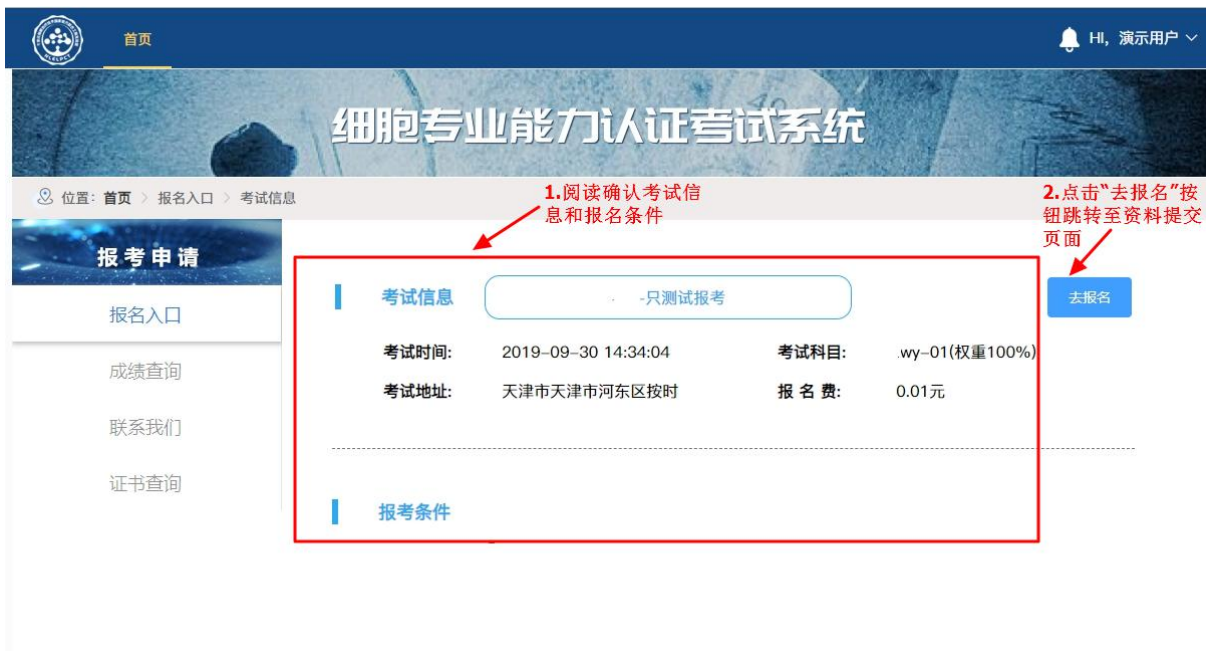 首页
HI, 演示用户
细胞专业能力认证考试系统
位置: 首页 > 报名入口 > 考试信息
1.阅读确认考试信
息和报名条件
2.点击“去报名”按
钮跳转至资料提交
页面
报考申请
报名入口
成绩查询
联系我们
证书查询
考试信息
-只测试报考
去报名
考试时间: 2019-09-30 14:34:04 考试科目: wy-01(权重100%)
考试地址: 天津市天津市河东区按时 报 名 费: 0.01元
报考条件